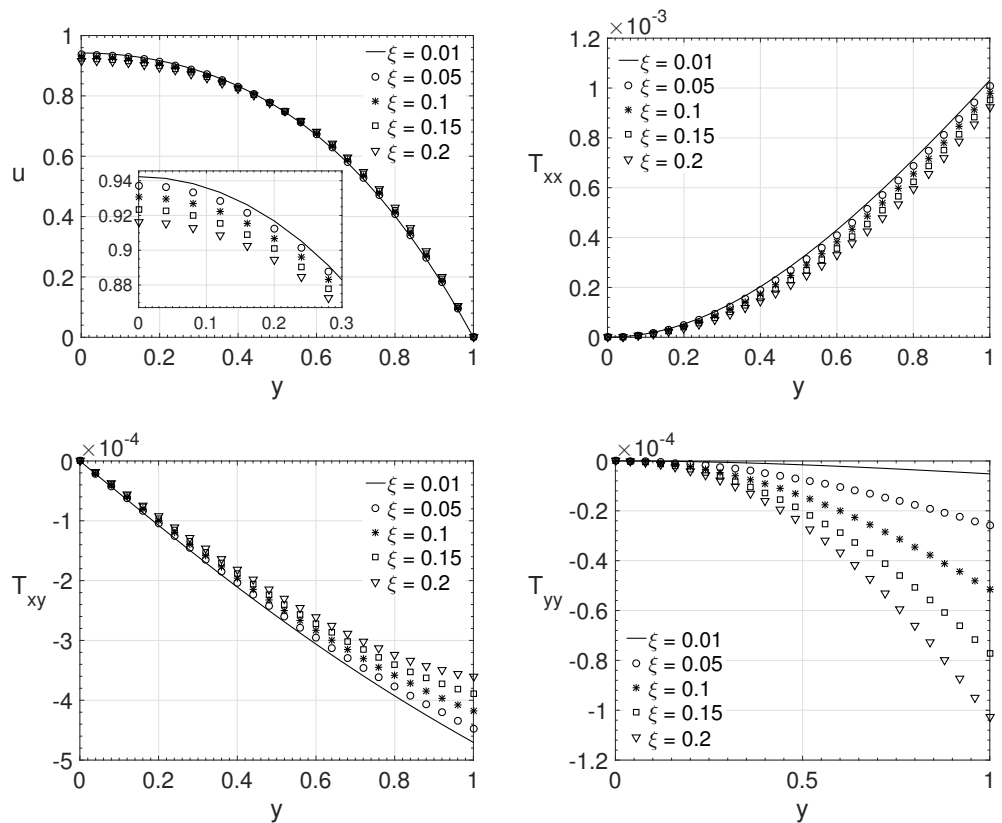 1
0.8
0.6
0.4
0.2
0
u
0 0.2 0.4 0.6 0.8 1
y
ξ = 0.01
ξ = 0.05
ξ = 0.1
ξ = 0.15
ξ = 0.2
0.94
0.92
0.9
0.88
0 0.1 0.2 0.3
×10⁻³
1.2
1
0.8
0.6
0.4
0.2
0
T_xx
0 0.2 0.4 0.6 0.8 1
y
ξ = 0.01
ξ = 0.05
ξ = 0.1
ξ = 0.15
ξ = 0.2
×10⁻⁴
0
-1
-2
-3
-4
-5
T_xy
0 0.2 0.4 0.6 0.8 1
y
ξ = 0.01
ξ = 0.05
ξ = 0.1
ξ = 0.15
ξ = 0.2
×10⁻⁴
0
-0.2
-0.4
-0.6
-0.8
-1
-1.2
T_yy
0 0.5 1
y
ξ = 0.01
ξ = 0.05
ξ = 0.1
ξ = 0.15
ξ = 0.2